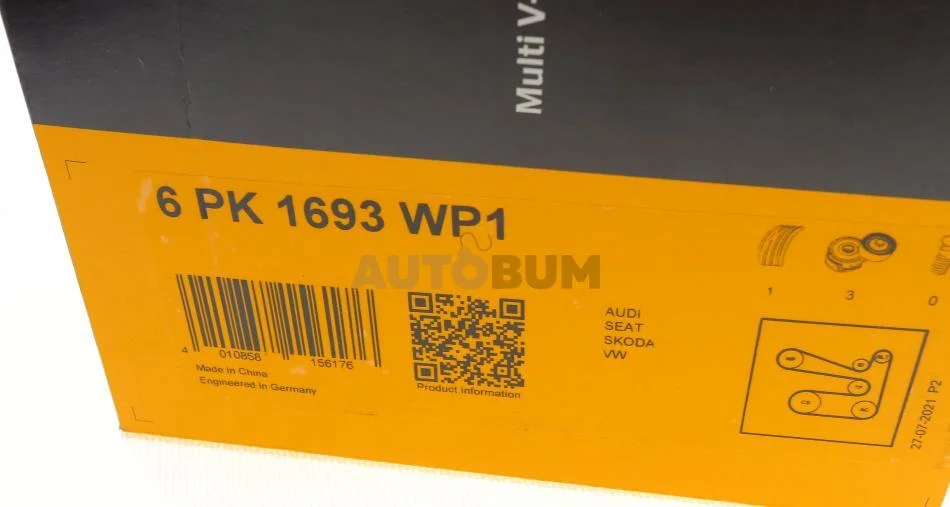 Multi V-
6 PK 1693 WP1
AUTOBUM
1
3
0
4 010858 156176
Made in China
Engineered in Germany
Product information
AUDI
SEAT
SKODA
VW
27-07-2021 P2